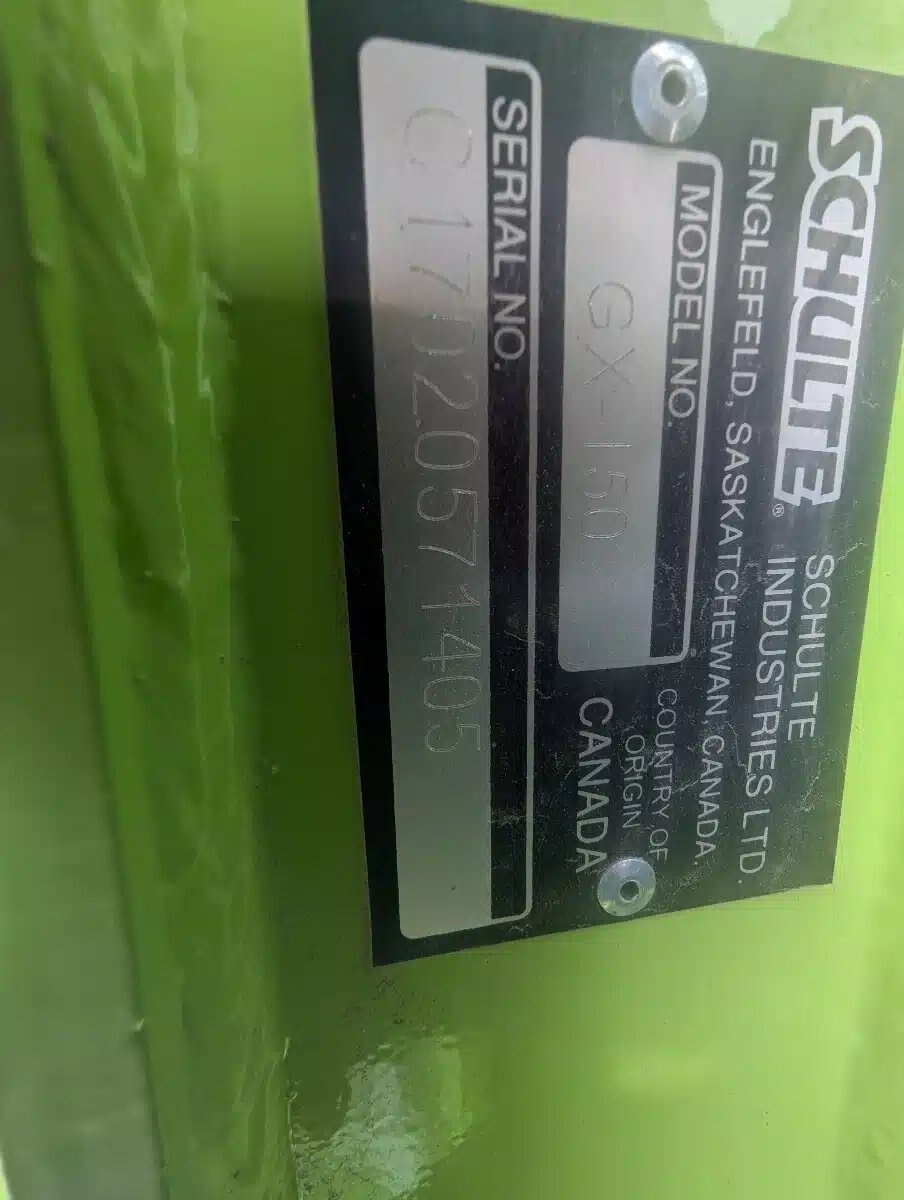 SCHULTE®
SCHULTE
INDUSTRIES LTD.
ENGLEFELD, SASKATCHEWAN, CANADA.
MODEL NO.
GX-150
COUNTRY OF
ORIGIN
CANADA
SERIAL NO.
C17020571405